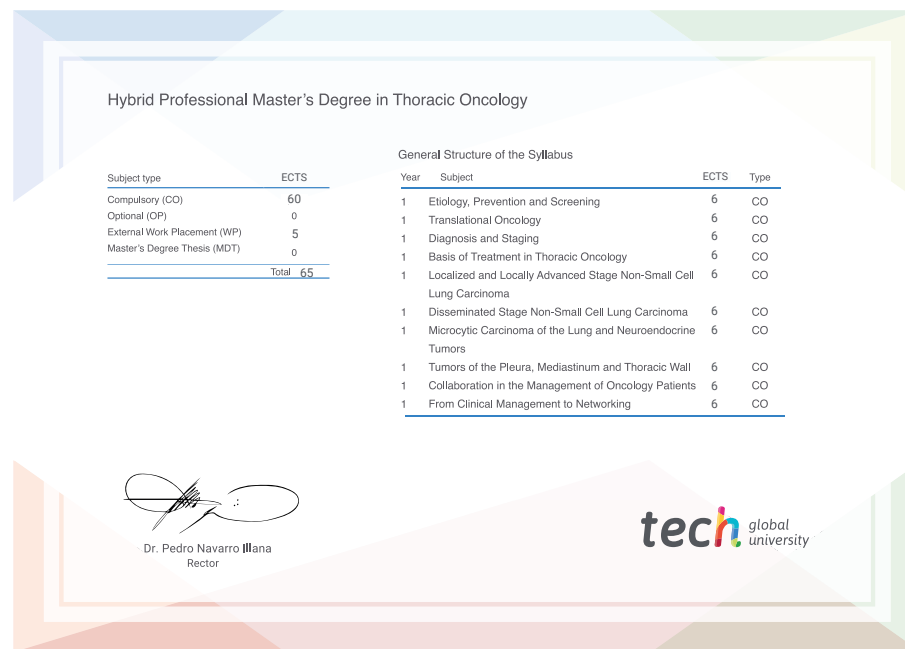 Hybrid Professional Master's Degree in Thoracic Oncology
Subject type ECTS
Compulsory (CO) 60
Optional (OP) 0
External Work Placement (WP) 5
Master's Degree Thesis (MDT) 0
Total 65
General Structure of the Syllabus
Year Subject ECTS Type
1 Etiology, Prevention and Screening 6 CO
1 Translational Oncology 6 CO
1 Diagnosis and Staging 6 CO
1 Basis of Treatment in Thoracic Oncology 6 CO
1 Localized and Locally Advanced Stage Non-Small Cell 6 CO
Lung Carcinoma
1 Disseminated Stage Non-Small Cell Lung Carcinoma 6 CO
1 Microcytic Carcinoma of the Lung and Neuroendocrine 6 CO
Tumors
1 Tumors of the Pleura, Mediastinum and Thoracic Wall 6 CO
1 Collaboration in the Management of Oncology Patients 6 CO
1 From Clinical Management to Networking 6 CO
Dr. Pedro Navarro Illana
Rector
tech global
university